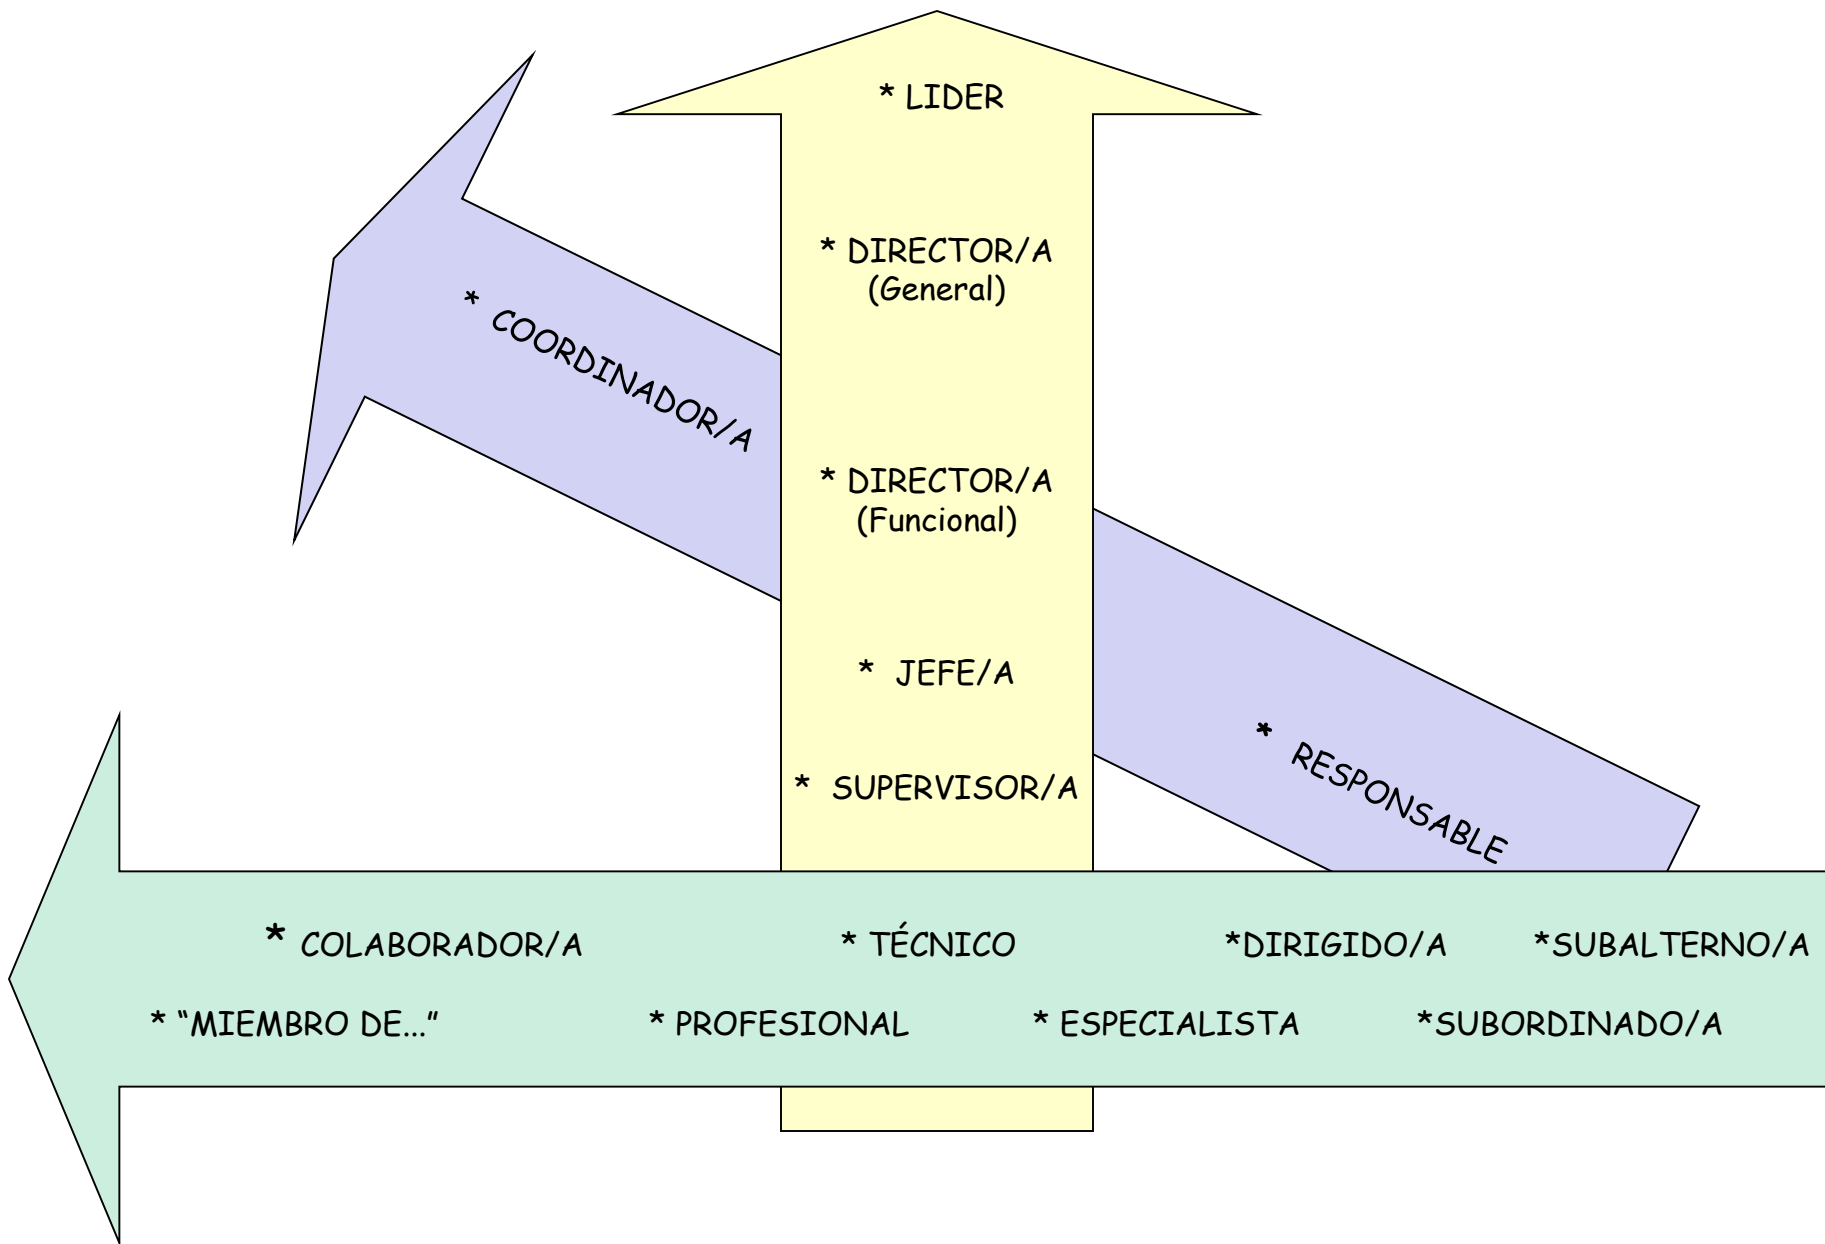 * LIDER
* DIRECTOR/A
(General)
* COORDINADOR/A
* DIRECTOR/A
(Funcional)
* JEFE/A
* RESPONSABLE
* SUPERVISOR/A
* COLABORADOR/A * TÉCNICO *DIRIGIDO/A *SUBALTERNO/A
* “MIEMBRO DE...” * PROFESIONAL * ESPECIALISTA *SUBORDINADO/A